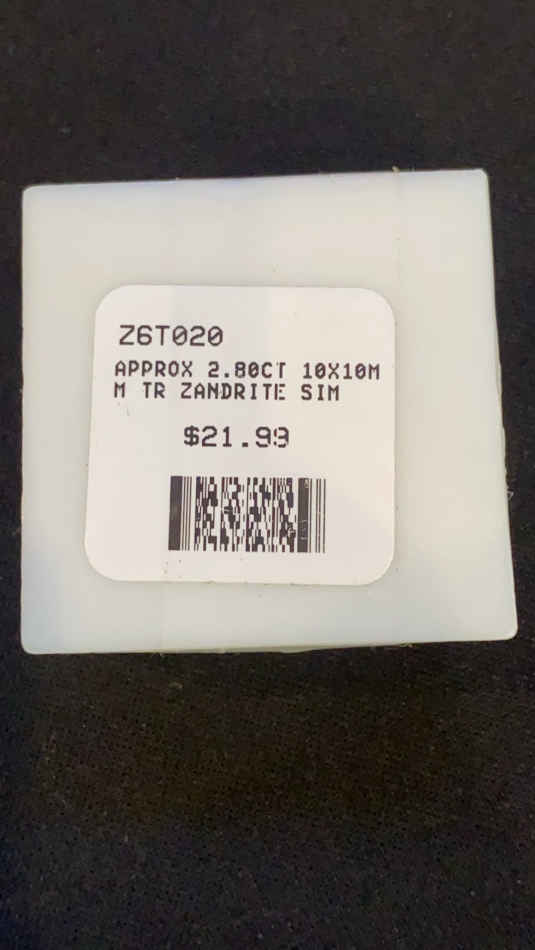 Z6T020
APPROX 2.80CT 10X10M
M TR ZANDRITE SIM
$21.99